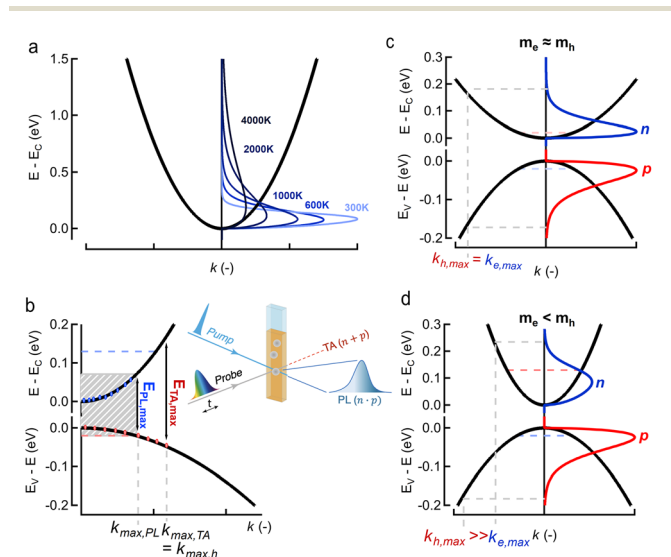 a
1.5
1.0
0.5
0.0
E - E_C (eV)
4000K
2000K
1000K
600K
300K
k (-)
b
0.2
0.1
0.0
E - E_C (eV)
0.0
-0.1
-0.2
E_V - E (eV)
E_PL,max
E_TA,max
k_max,PL k_max,TA
= k_max,h
k (-)
Pump
Probe
t
TA (n + p)
PL (n · p)
c
m_e ≈ m_h
0.3
0.2
0.1
0.0
E - E_C (eV)
n
0.0
-0.1
-0.2
E_V - E (eV)
p
k_h,max = k_e,max
k (-)
d
m_e < m_h
0.3
0.2
0.1
0.0
E - E_C (eV)
n
0.0
-0.1
-0.2
E_V - E (eV)
p
k_h,max >> k_e,max
k (-)